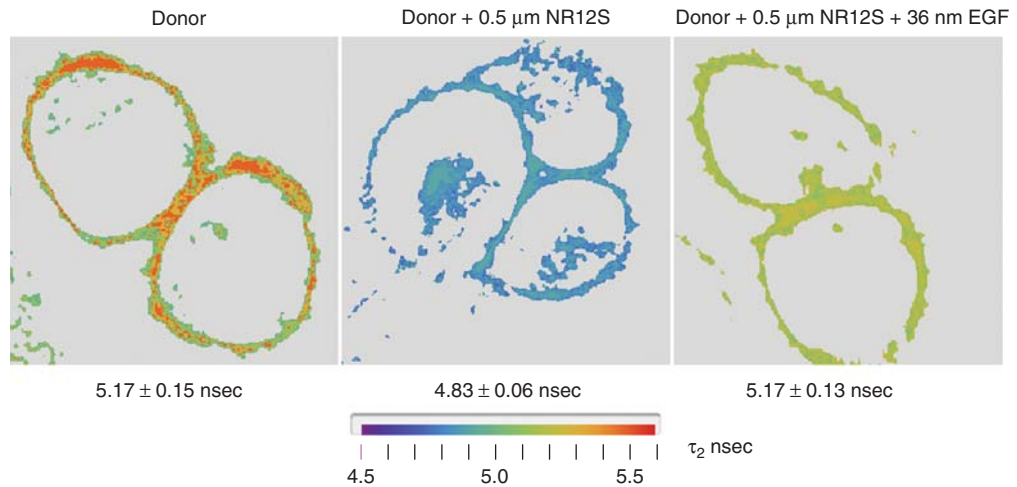 Donor
Donor + 0.5 μm NR12S
Donor + 0.5 μm NR12S + 36 nm EGF
5.17 ± 0.15 nsec
4.83 ± 0.06 nsec
5.17 ± 0.13 nsec
τ₂ nsec
4.5 5.0 5.5